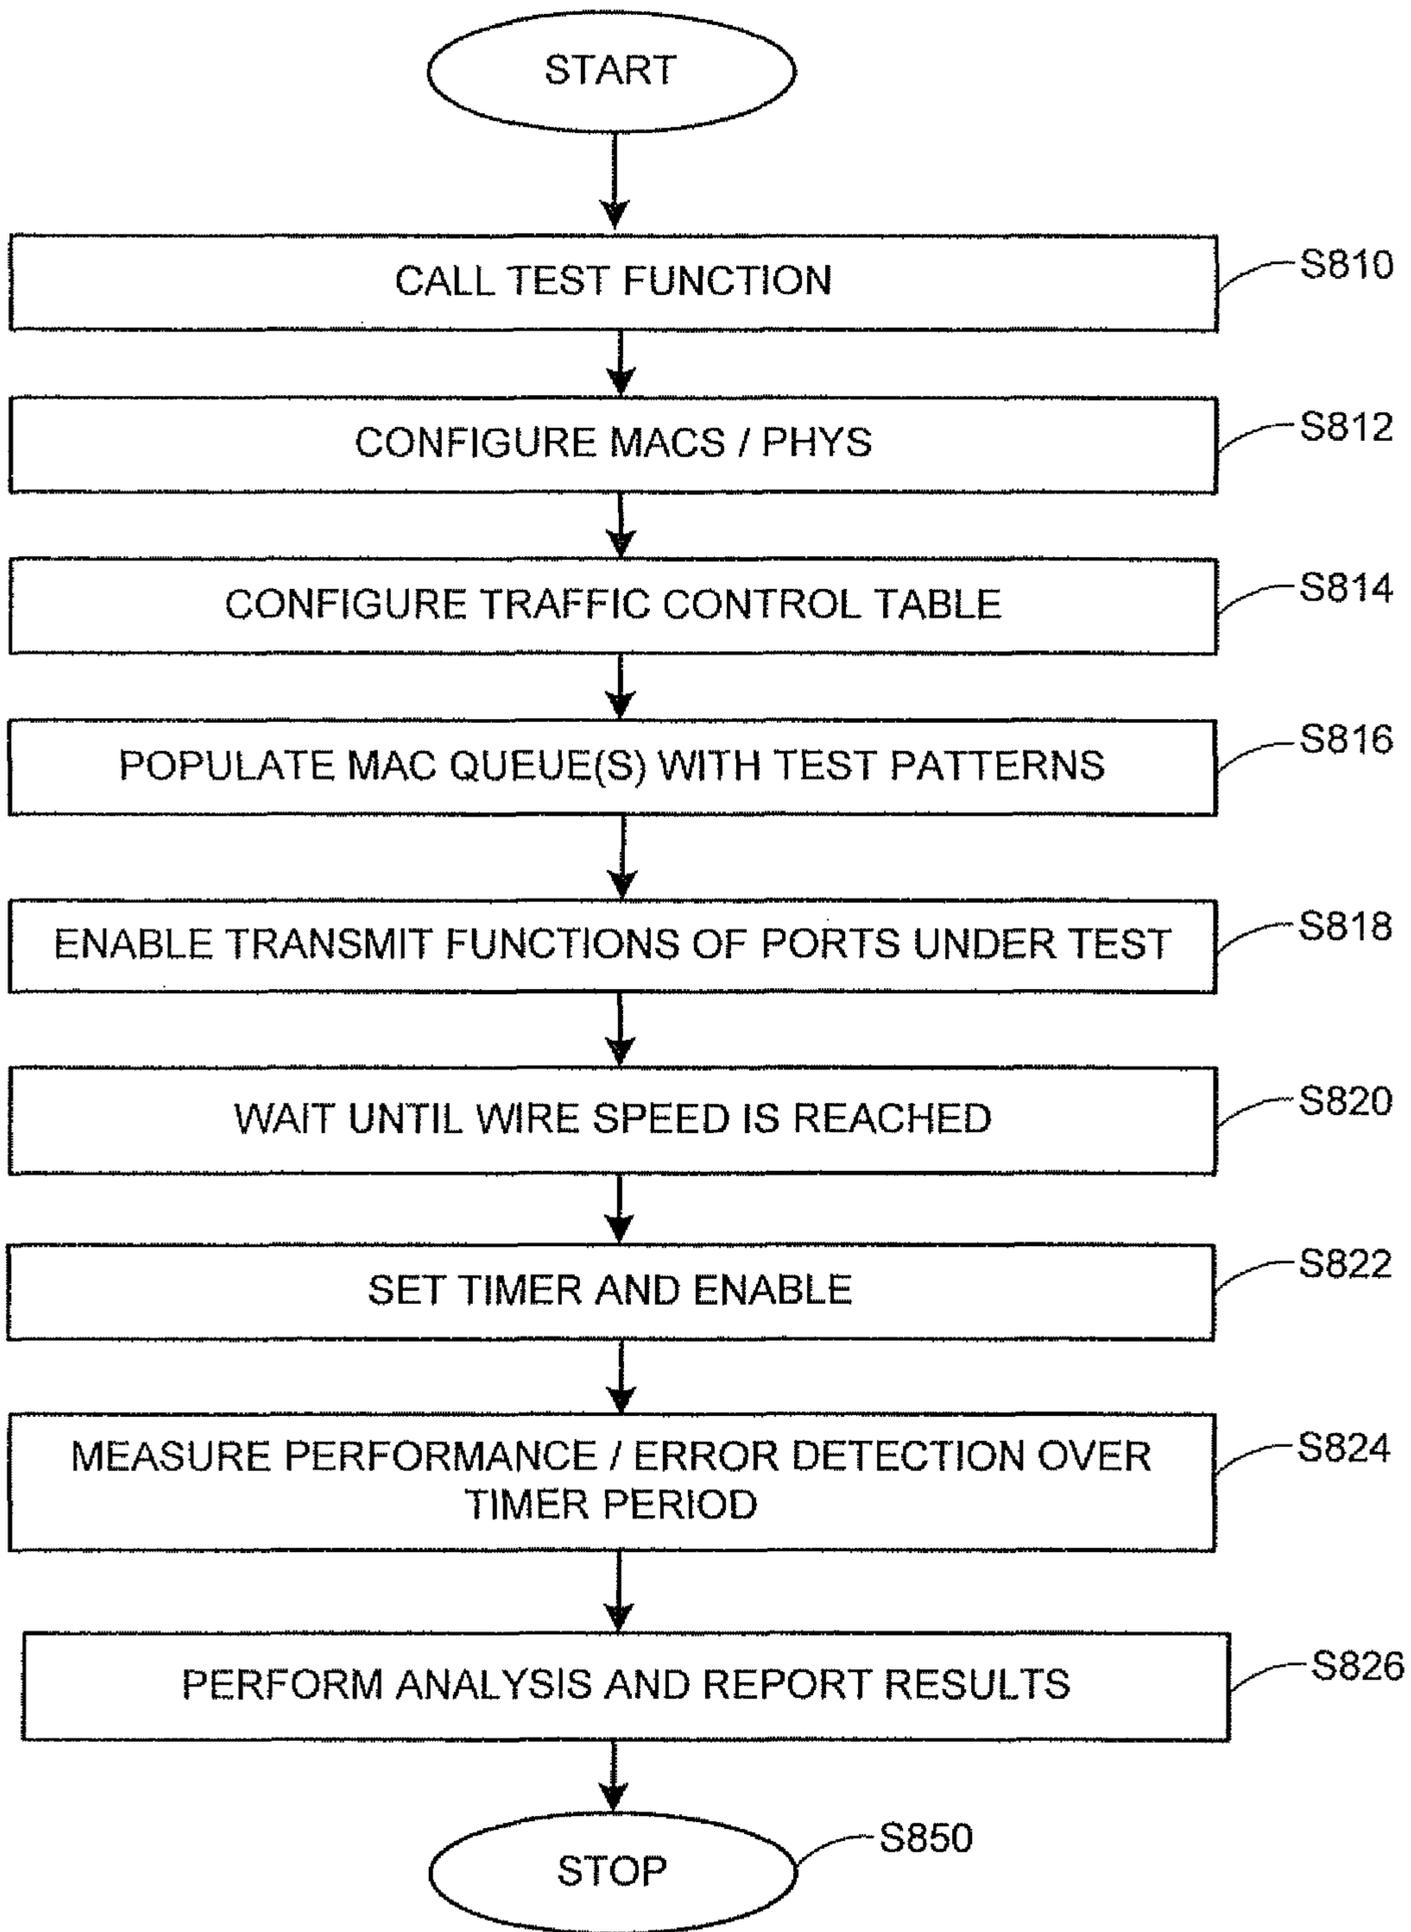 START
CALL TEST FUNCTION
S810
CONFIGURE MACS / PHYS
S812
CONFIGURE TRAFFIC CONTROL TABLE
S814
POPULATE MAC QUEUE(S) WITH TEST PATTERNS
S816
ENABLE TRANSMIT FUNCTIONS OF PORTS UNDER TEST
S818
WAIT UNTIL WIRE SPEED IS REACHED
S820
SET TIMER AND ENABLE
S822
MEASURE PERFORMANCE / ERROR DETECTION OVER
TIMER PERIOD
S824
PERFORM ANALYSIS AND REPORT RESULTS
S826
STOP
S850